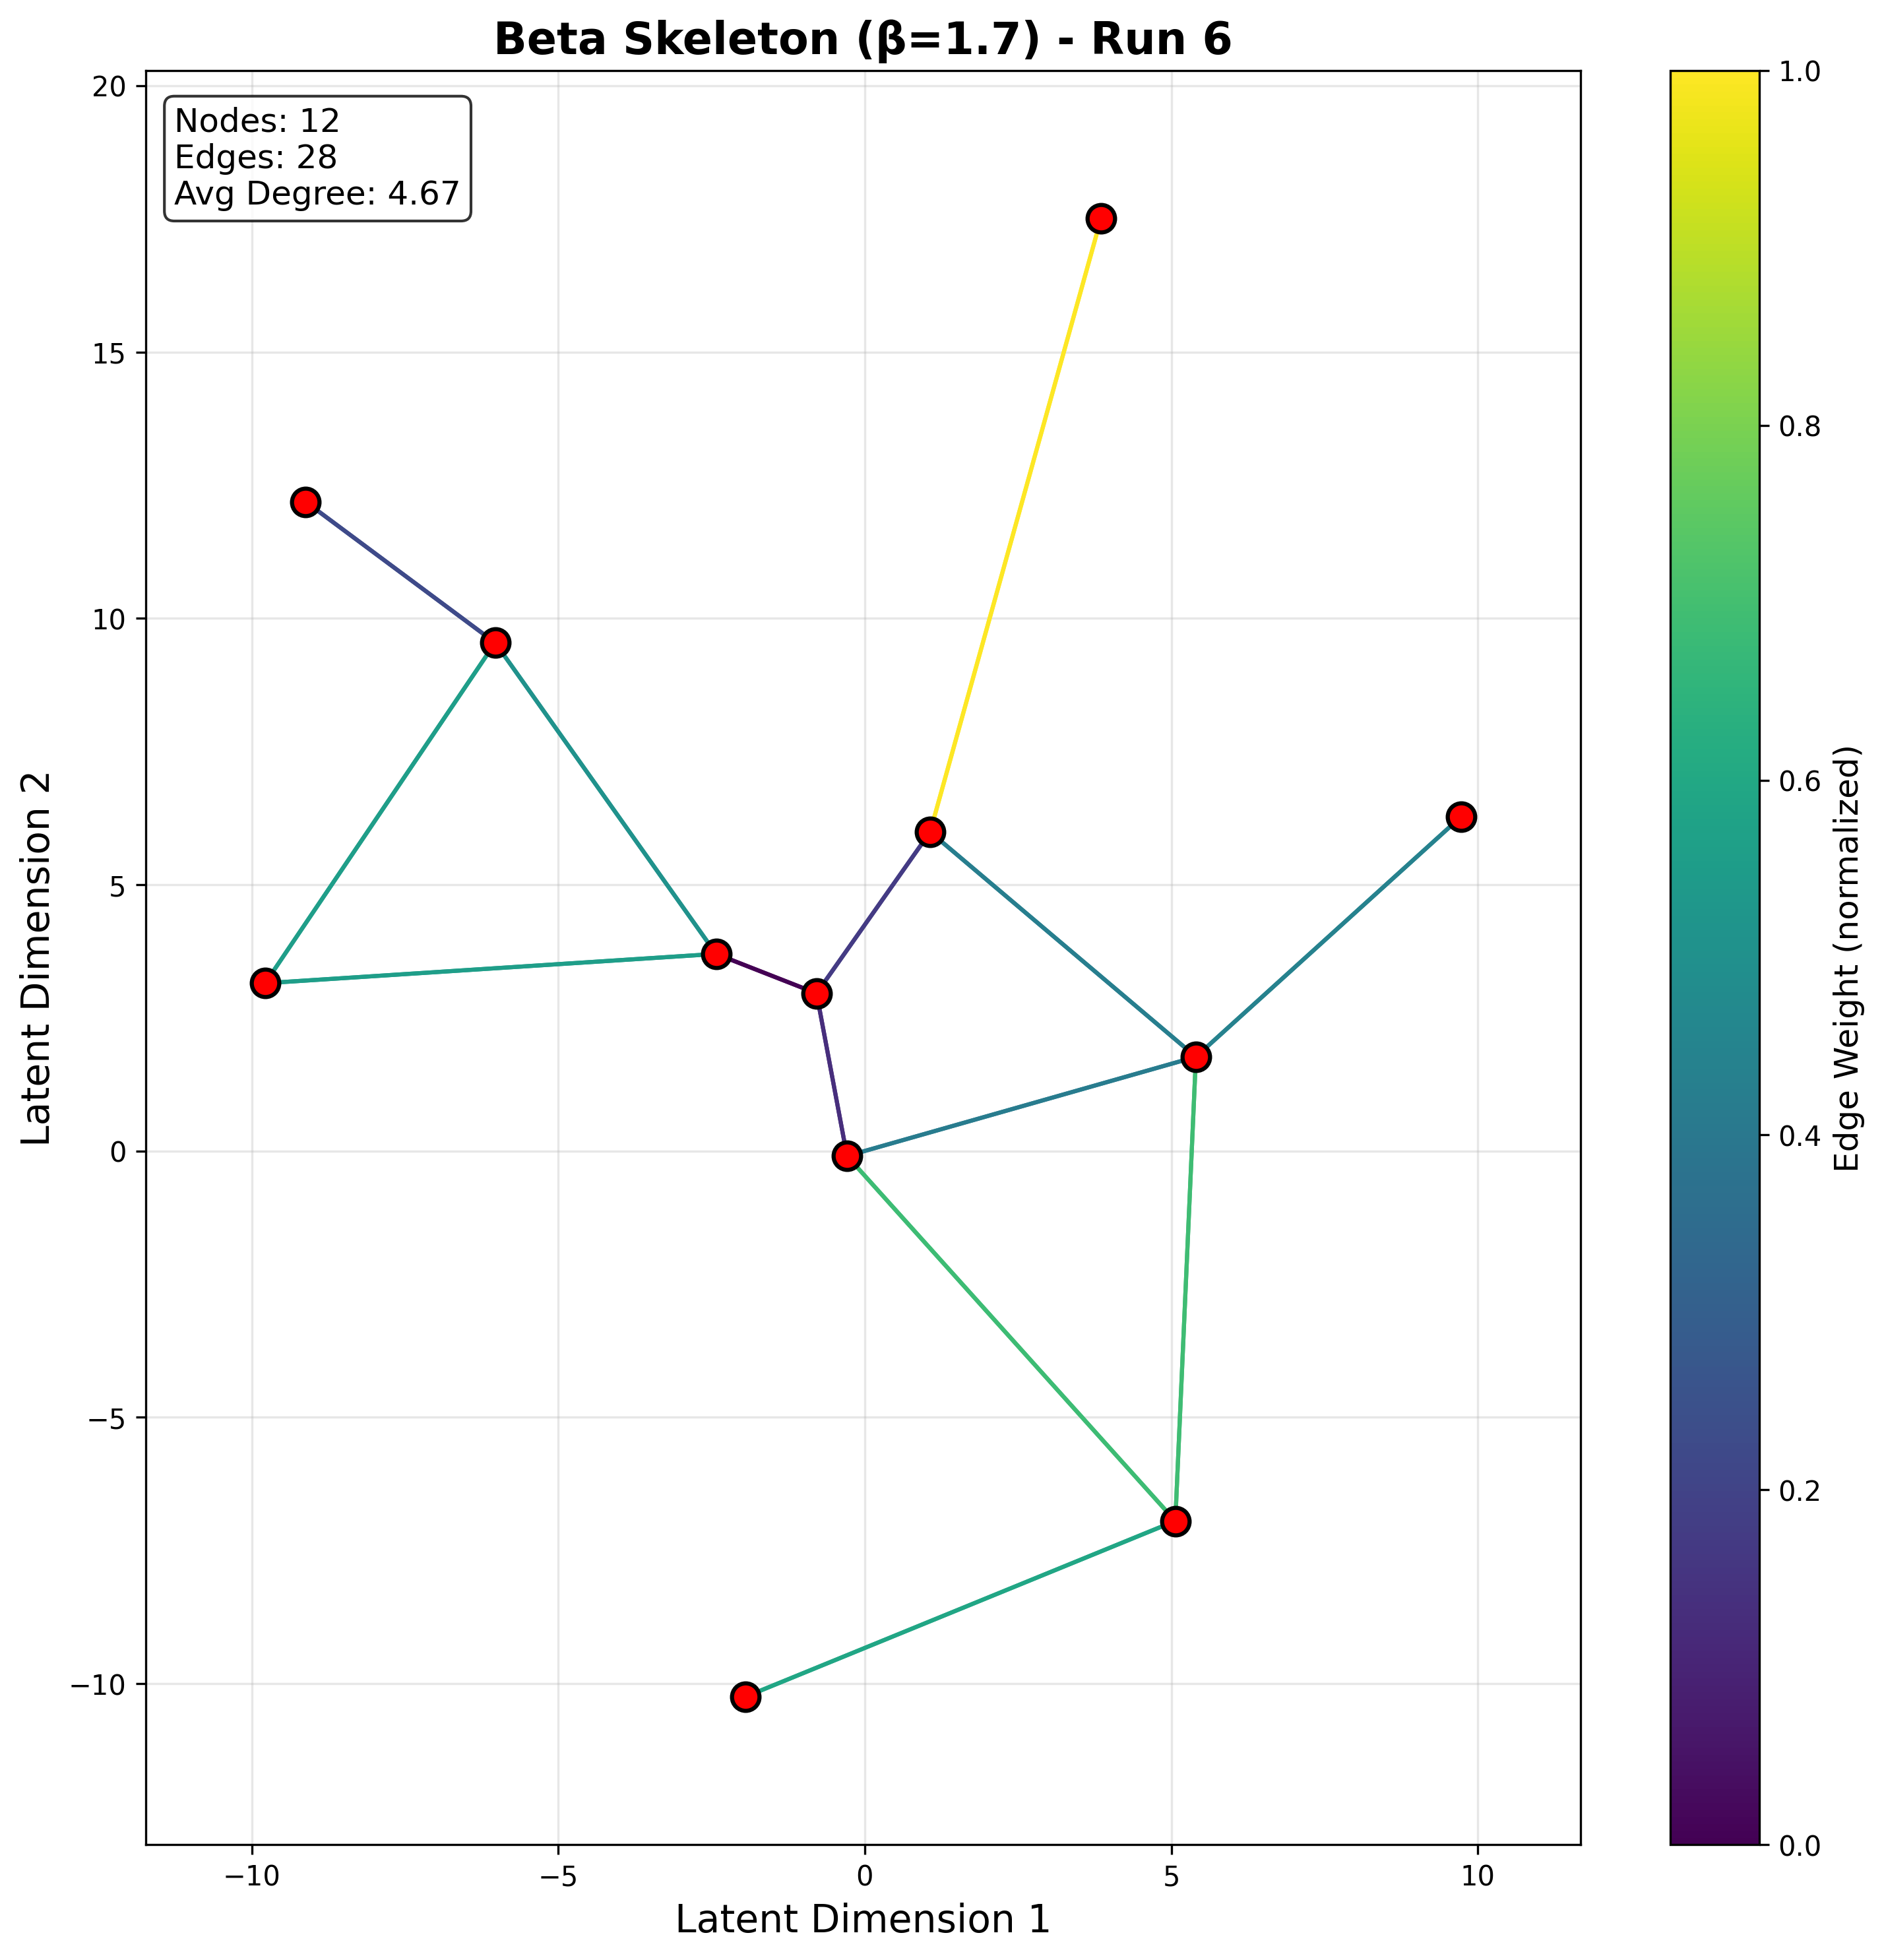 Beta Skeleton (β=1.7) - Run 6
Nodes: 12
Edges: 28
Avg Degree: 4.67
20
15
10
5
0
−5
−10
Latent Dimension 2
−10
−5
0
5
10
Latent Dimension 1
1.0
0.8
0.6
0.4
0.2
0.0
Edge Weight (normalized)